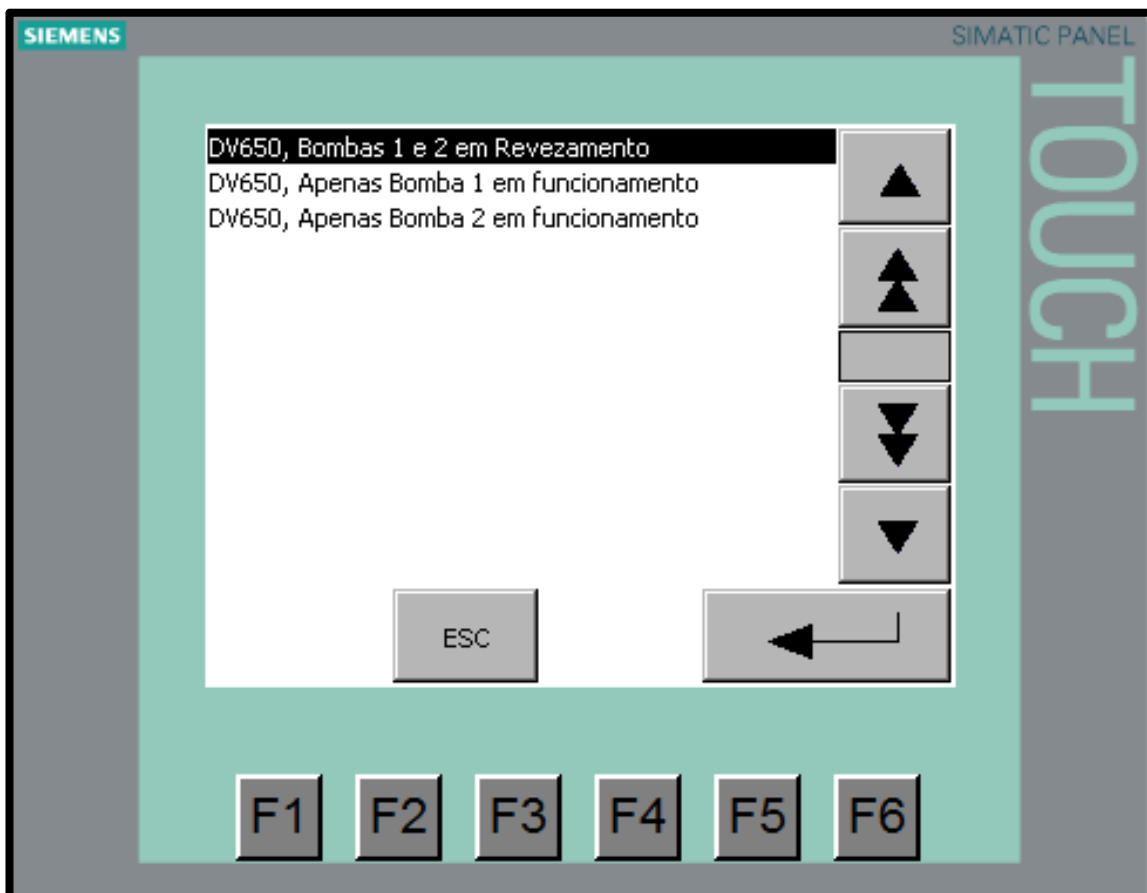 SIEMENS
SIMATIC PANEL
TOUCH
DV650, Bombas 1 e 2 em Revezamento
DV650, Apenas Bomba 1 em funcionamento
DV650, Apenas Bomba 2 em funcionamento
ESC
F1 F2 F3 F4 F5 F6